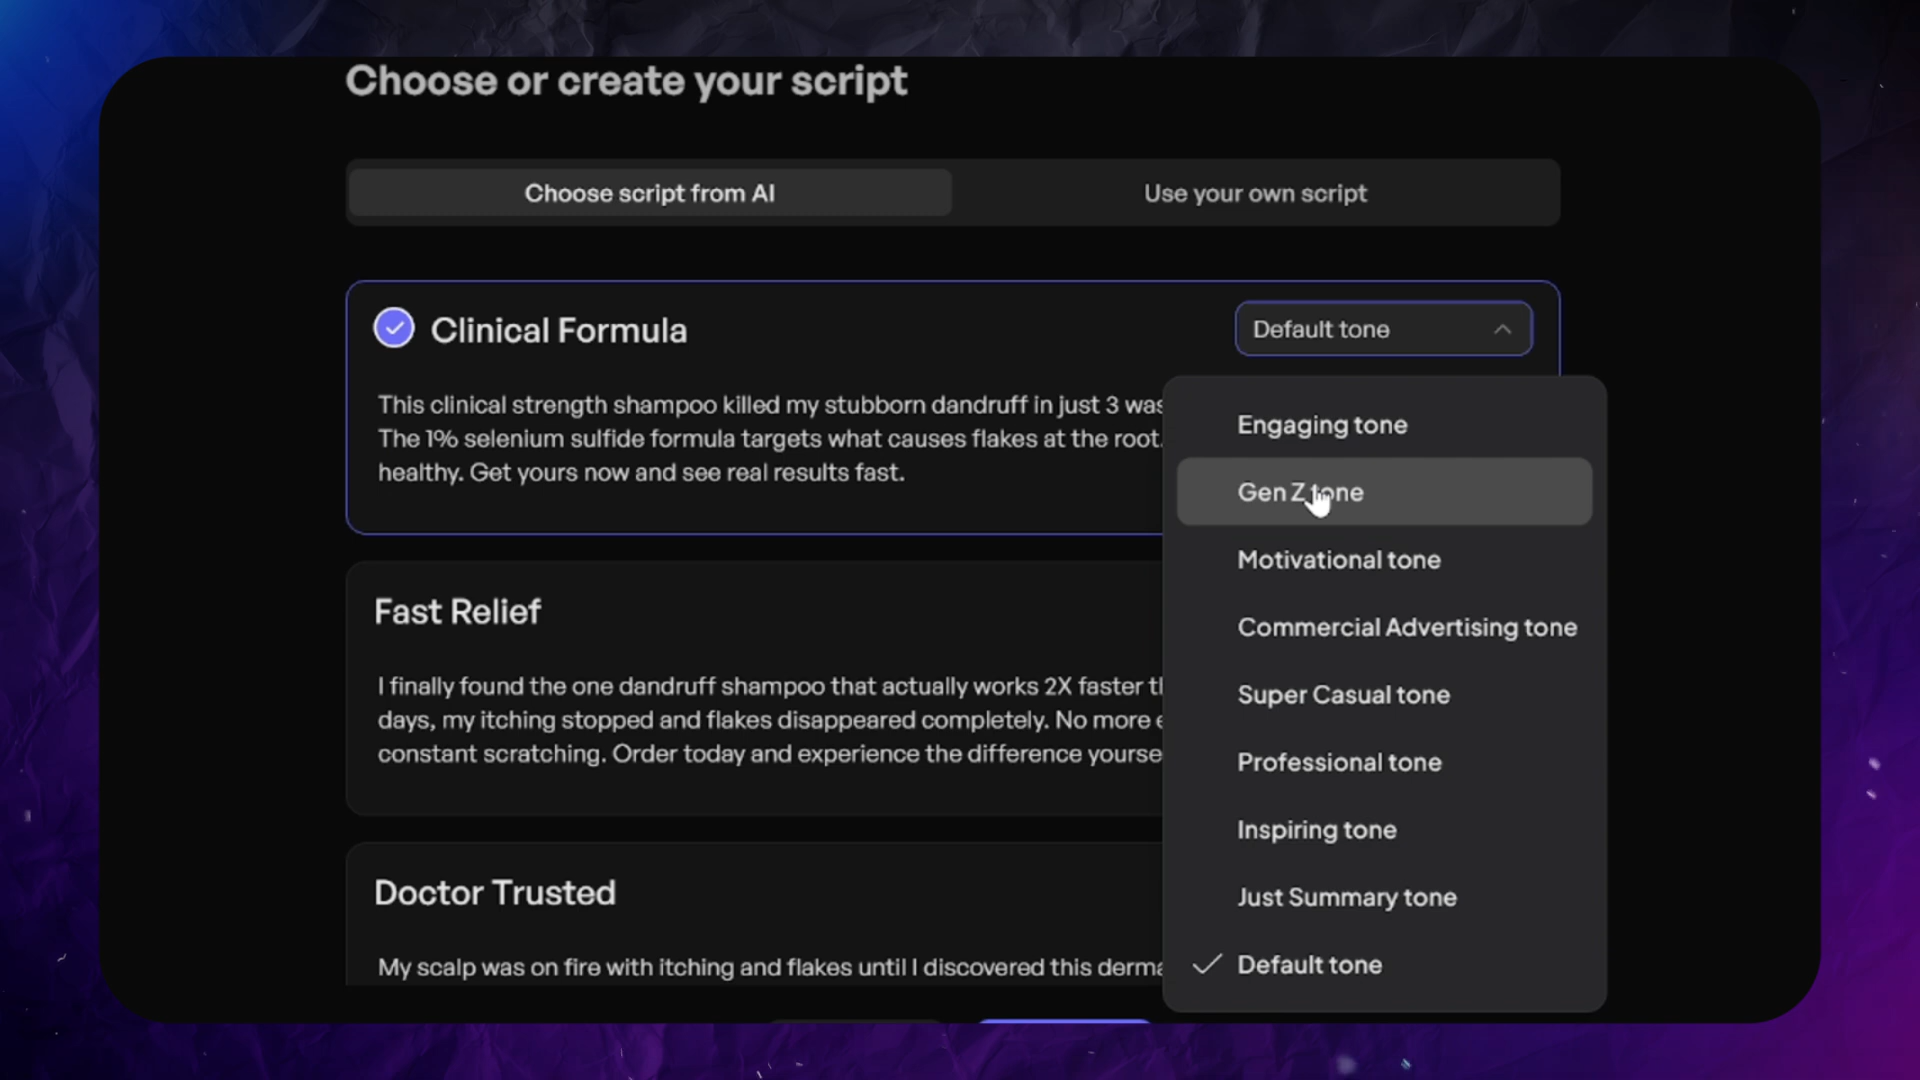 Choose or create your script
Choose script from AI
Use your own script
Clinical Formula
Default tone
This clinical strength shampoo killed my stubborn dandruff in just 3
The 1% selenium sulfide formula targets what causes flakes at the root.
healthy. Get yours now and see real results fast.
Fast Relief
I finally found the one dandruff shampoo that actually works 2X faster
days, my itching stopped and flakes disappeared completely. No more
constant scratching. Order today and experience the difference
Doctor Trusted
My scalp was on fire with itching and flakes until I discovered this
Engaging tone
Gen Z tone
Motivational tone
Commercial Advertising tone
Super Casual tone
Professional tone
Inspiring tone
Just Summary tone
Default tone